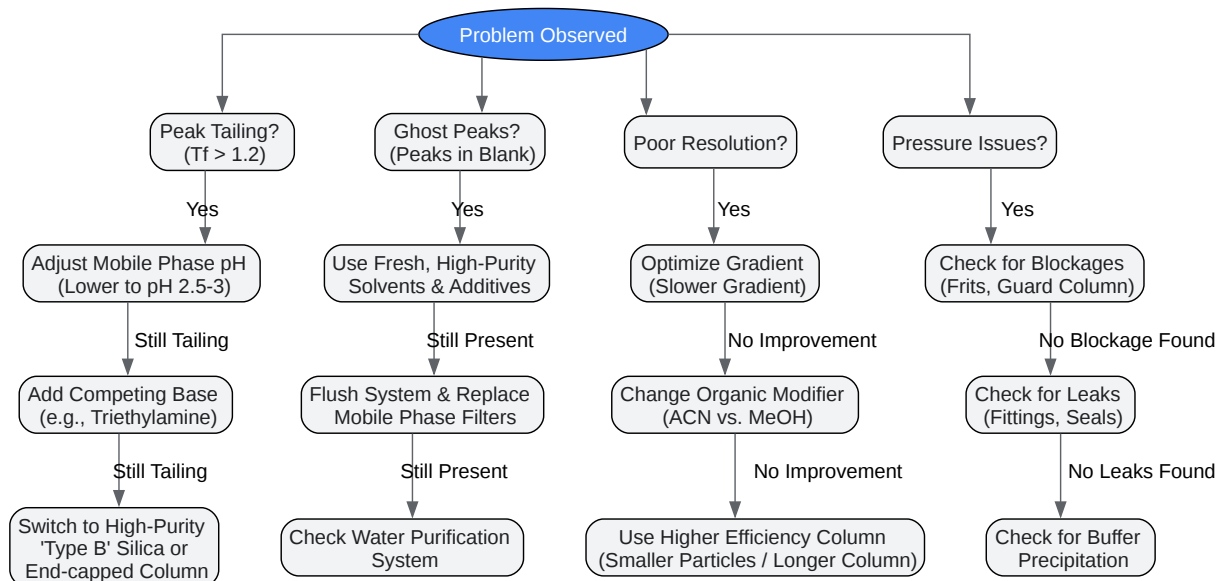 Problem Observed
Peak Tailing?
(Tf > 1.2)
Ghost Peaks?
(Peaks in Blank)
Poor Resolution?
Pressure Issues?
Yes
Yes
Yes
Yes
Adjust Mobile Phase pH
(Lower to pH 2.5-3)
Use Fresh, High-Purity
Solvents & Additives
Optimize Gradient
(Slower Gradient)
Check for Blockages
(Frits, Guard Column)
Still Tailing
Still Present
No Improvement
No Blockage Found
Add Competing Base
(e.g., Triethylamine)
Flush System & Replace
Mobile Phase Filters
Change Organic Modifier
(ACN vs. MeOH)
Check for Leaks
(Fittings, Seals)
Still Tailing
Still Present
No Improvement
No Leaks Found
Switch to High-Purity
'Type B' Silica or
End-capped Column
Check Water Purification
System
Use Higher Efficiency Column
(Smaller Particles / Longer Column)
Check for Buffer
Precipitation